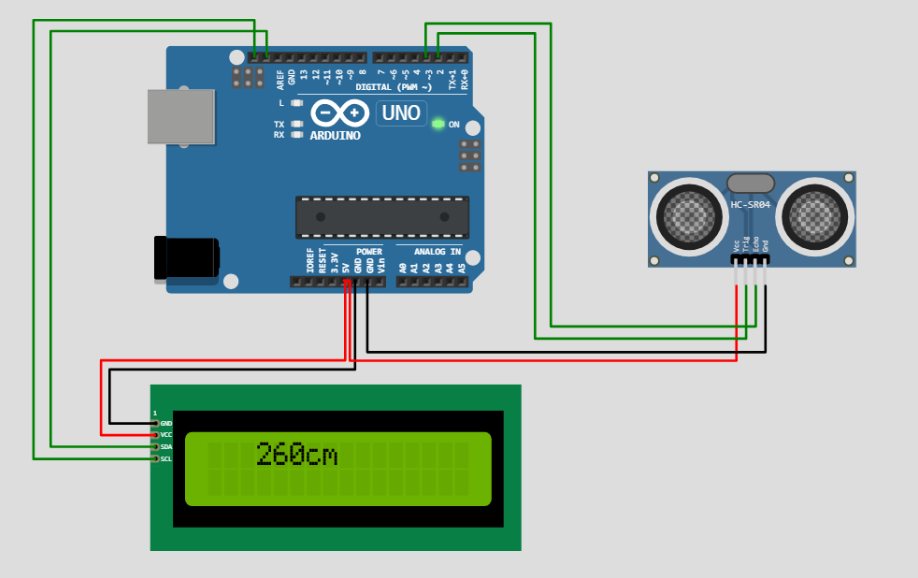 AREF
GND
13
12
~11
~10
~9
8
7
~6
~5
4
~3
2
TX→1
RX←0
DIGITAL (PWM ~)
L
TX
RX
UNO
ON
ARDUINO
IOREF
RESET
3.3V
5V
GND
GND
Vin
POWER
ANALOG IN
A0
A1
A2
A3
A4
A5
HC-SR04
Vcc
Trig
Echo
Gnd
1
GND
VCC
SDA
SCL
260cm